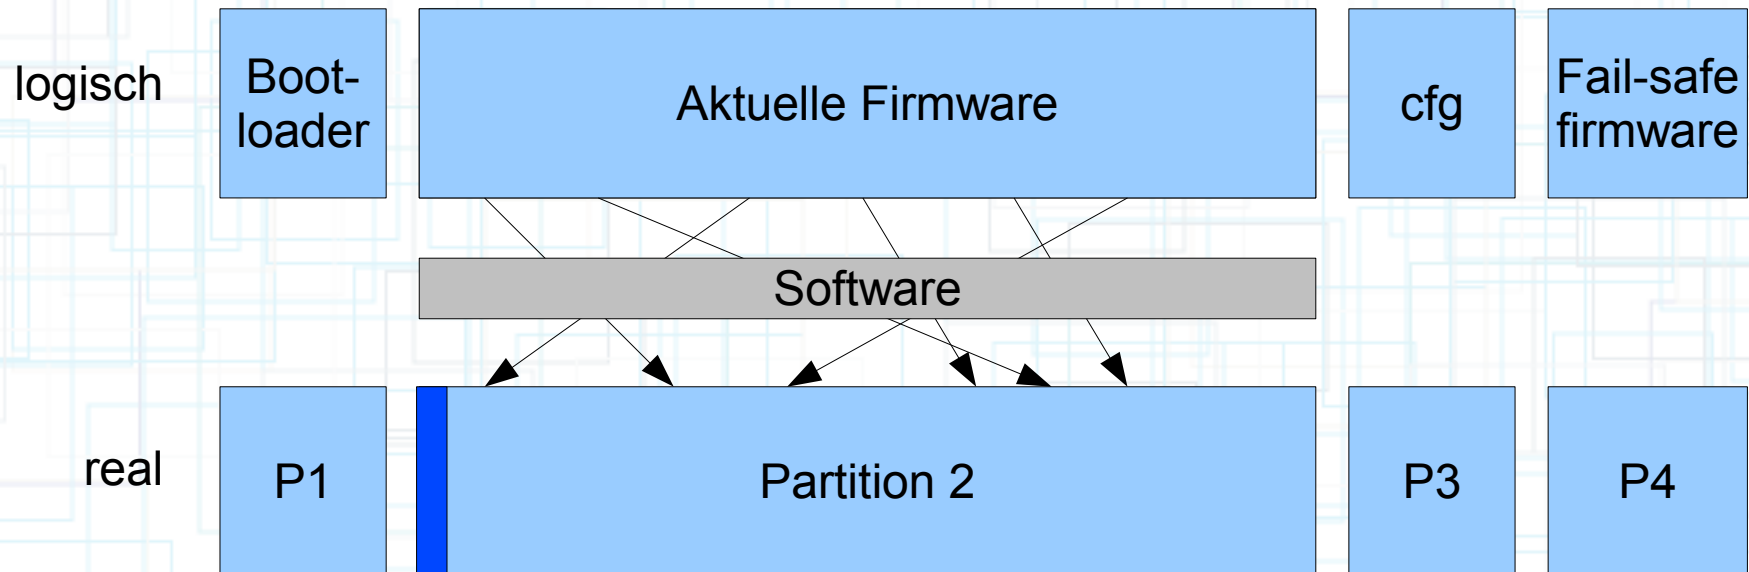 logisch
Boot-
loader
Aktuelle Firmware
cfg
Fail-safe
firmware
Software
real
P1
Partition 2
P3
P4